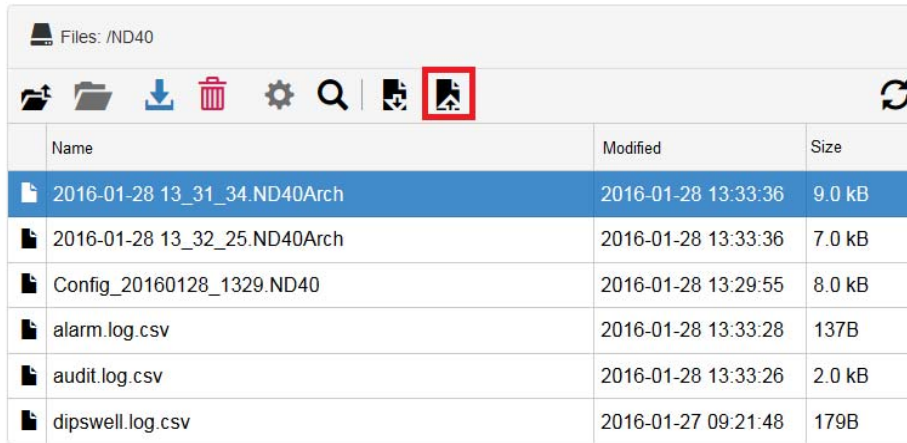 Files: /ND40
Name Modified Size
2016-01-28 13_31_34.ND40Arch 2016-01-28 13:33:36 9.0 kB
2016-01-28 13_32_25.ND40Arch 2016-01-28 13:33:36 7.0 kB
Config_20160128_1329.ND40 2016-01-28 13:29:55 8.0 kB
alarm.log.csv 2016-01-28 13:33:28 137B
audit.log.csv 2016-01-28 13:33:26 2.0 kB
dipswell.log.csv 2016-01-27 09:21:48 179B